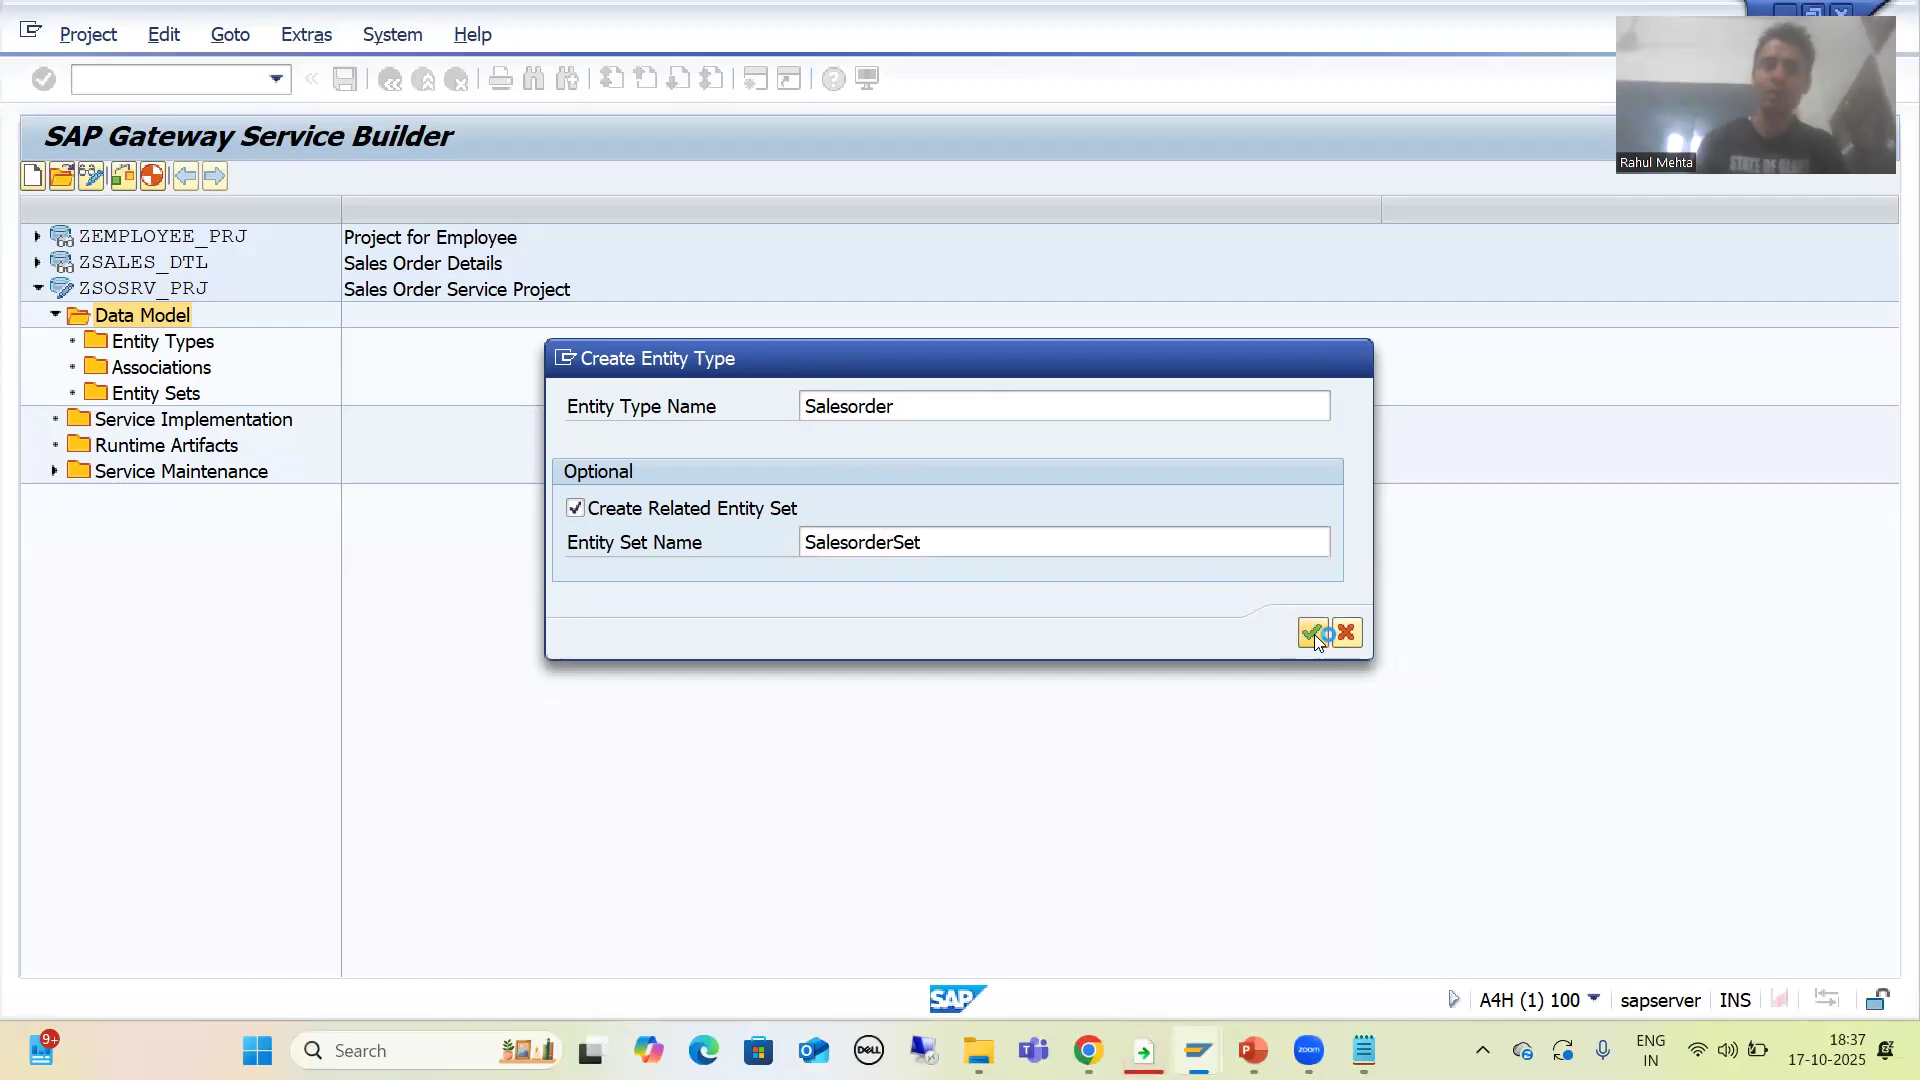 Project Edit Goto Extras System Help
Rahul Mehta
SAP Gateway Service Builder
ZEMPLOYEE_PRJ Project for Employee
ZSALES_DTL Sales Order Details
ZSOSRV_PRJ Sales Order Service Project
Data Model
Entity Types
Associations
Entity Sets
Service Implementation
Runtime Artifacts
Service Maintenance
Create Entity Type
Entity Type Name Salesorder
Optional
Create Related Entity Set
Entity Set Name SalesorderSet
SAP
A4H (1) 100 sapserver INS
9+
Search
DELL
zoom
ENG
IN
18:37
17-10-2025